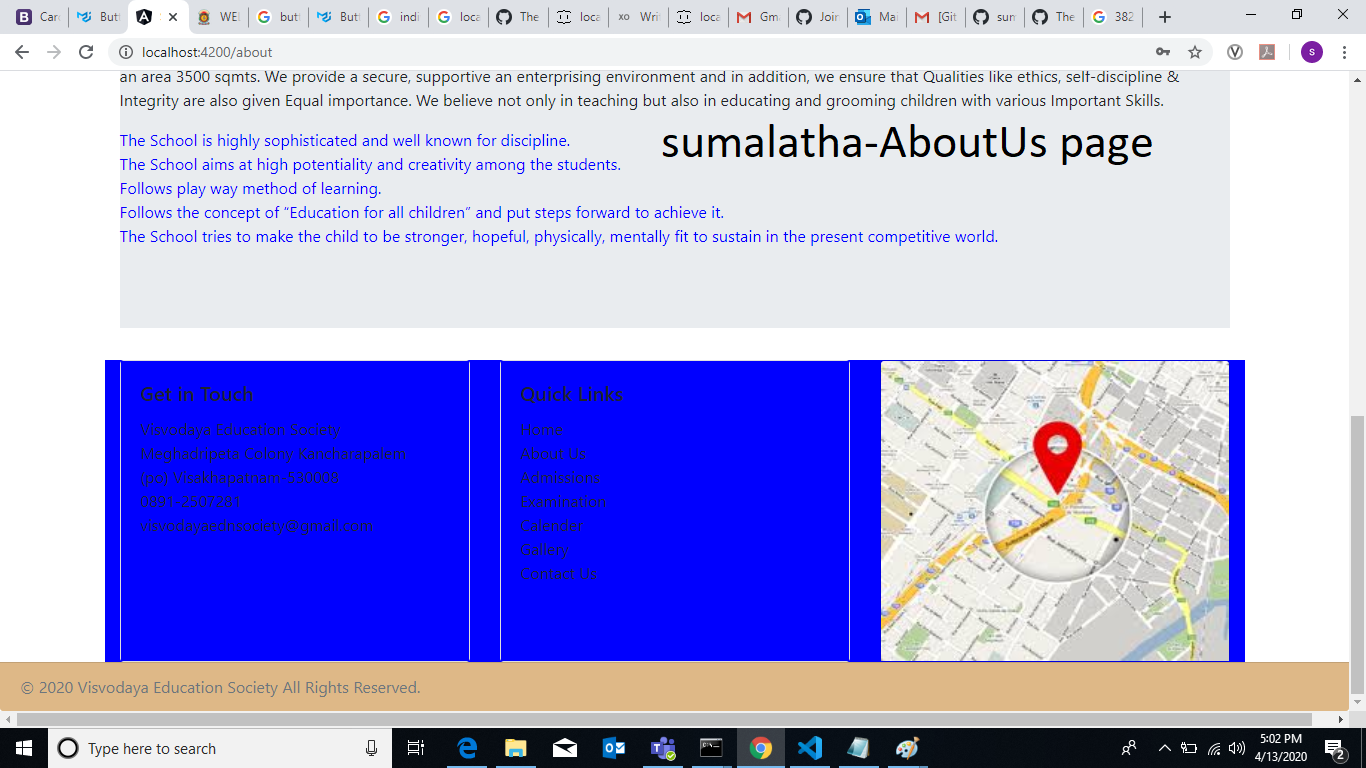 Car
Butt
S
WEI
butt
Butt
indi
loca
The
loca
XO
Writ
loca
Gma
Join
Mai
[Git
sum
The
382
localhost:4200/about
s
an area 3500 sqmts. We provide a secure, supportive an enterprising environment and in addition, we ensure that Qualities like ethics, self-discipline &
Integrity are also given Equal importance. We believe not only in teaching but also in educating and grooming children with various Important Skills.
sumalatha-AboutUs page
The School is highly sophisticated and well known for discipline.
The School aims at high potentiality and creativity among the students.
Follows play way method of learning.
Follows the concept of “Education for all children” and put steps forward to achieve it.
The School tries to make the child to be stronger, hopeful, physically, mentally fit to sustain in the present competitive world.
Get in Touch
Visvodaya Education Society
Meghadripeta Colony Kancharapalem
(po) Visakhapatnam-530008
0891-2567281
visvodayaedusociety@gmail.com
Quick Links
Home
About Us
Admissions
Examination
Calender
Gallery
Contact Us
© 2020 Visvodaya Education Society All Rights Reserved.
Type here to search
5:02 PM
4/13/2020
2